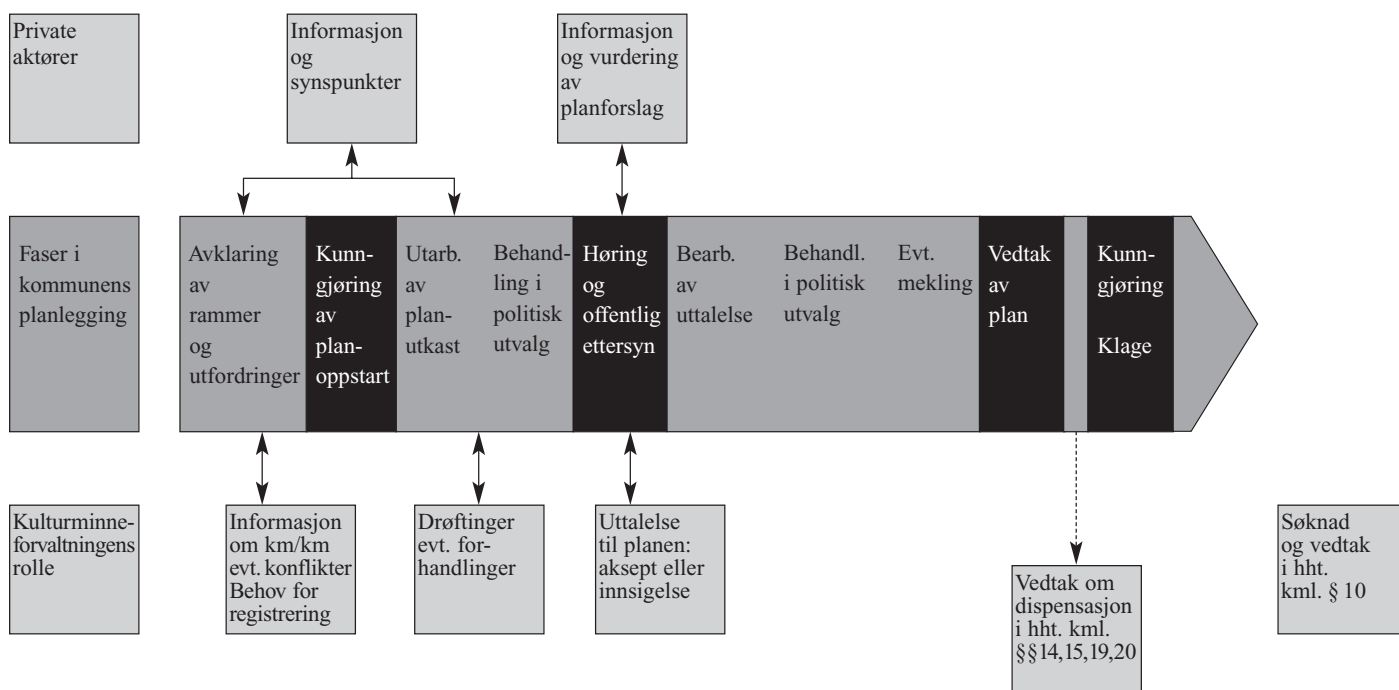 Private
aktører
Informasjon
og
synspunkter
Informasjon
og vurdering
av
planforslag
Faser i
kommunens
planlegging
Avklaring
av
rammer
og
utfordringer
Kunn-
gjøring
av
plan-
oppstart
Utarb.
av
plan-
utkast
Behand-
ling i
politisk
utvalg
Høring
og
offentlig
ettersyn
Bearb.
av
uttalelse
Behandl.
i politisk
utvalg
Evt.
mekling
Vedtak
av
plan
Kunn-
gjøring
Klage
Kulturminne-
forvaltningens
rolle
Informasjon
om km/km
evt. konflikter
Behov for
registrering
Drøftinger
evt. for-
handlinger
Uttalelse
til planen:
aksept eller
innsigelse
Vedtak om
dispensasjon
i hht. kml.
§§14,15,19,20
Søknad
og vedtak
i hht.
kml. § 10